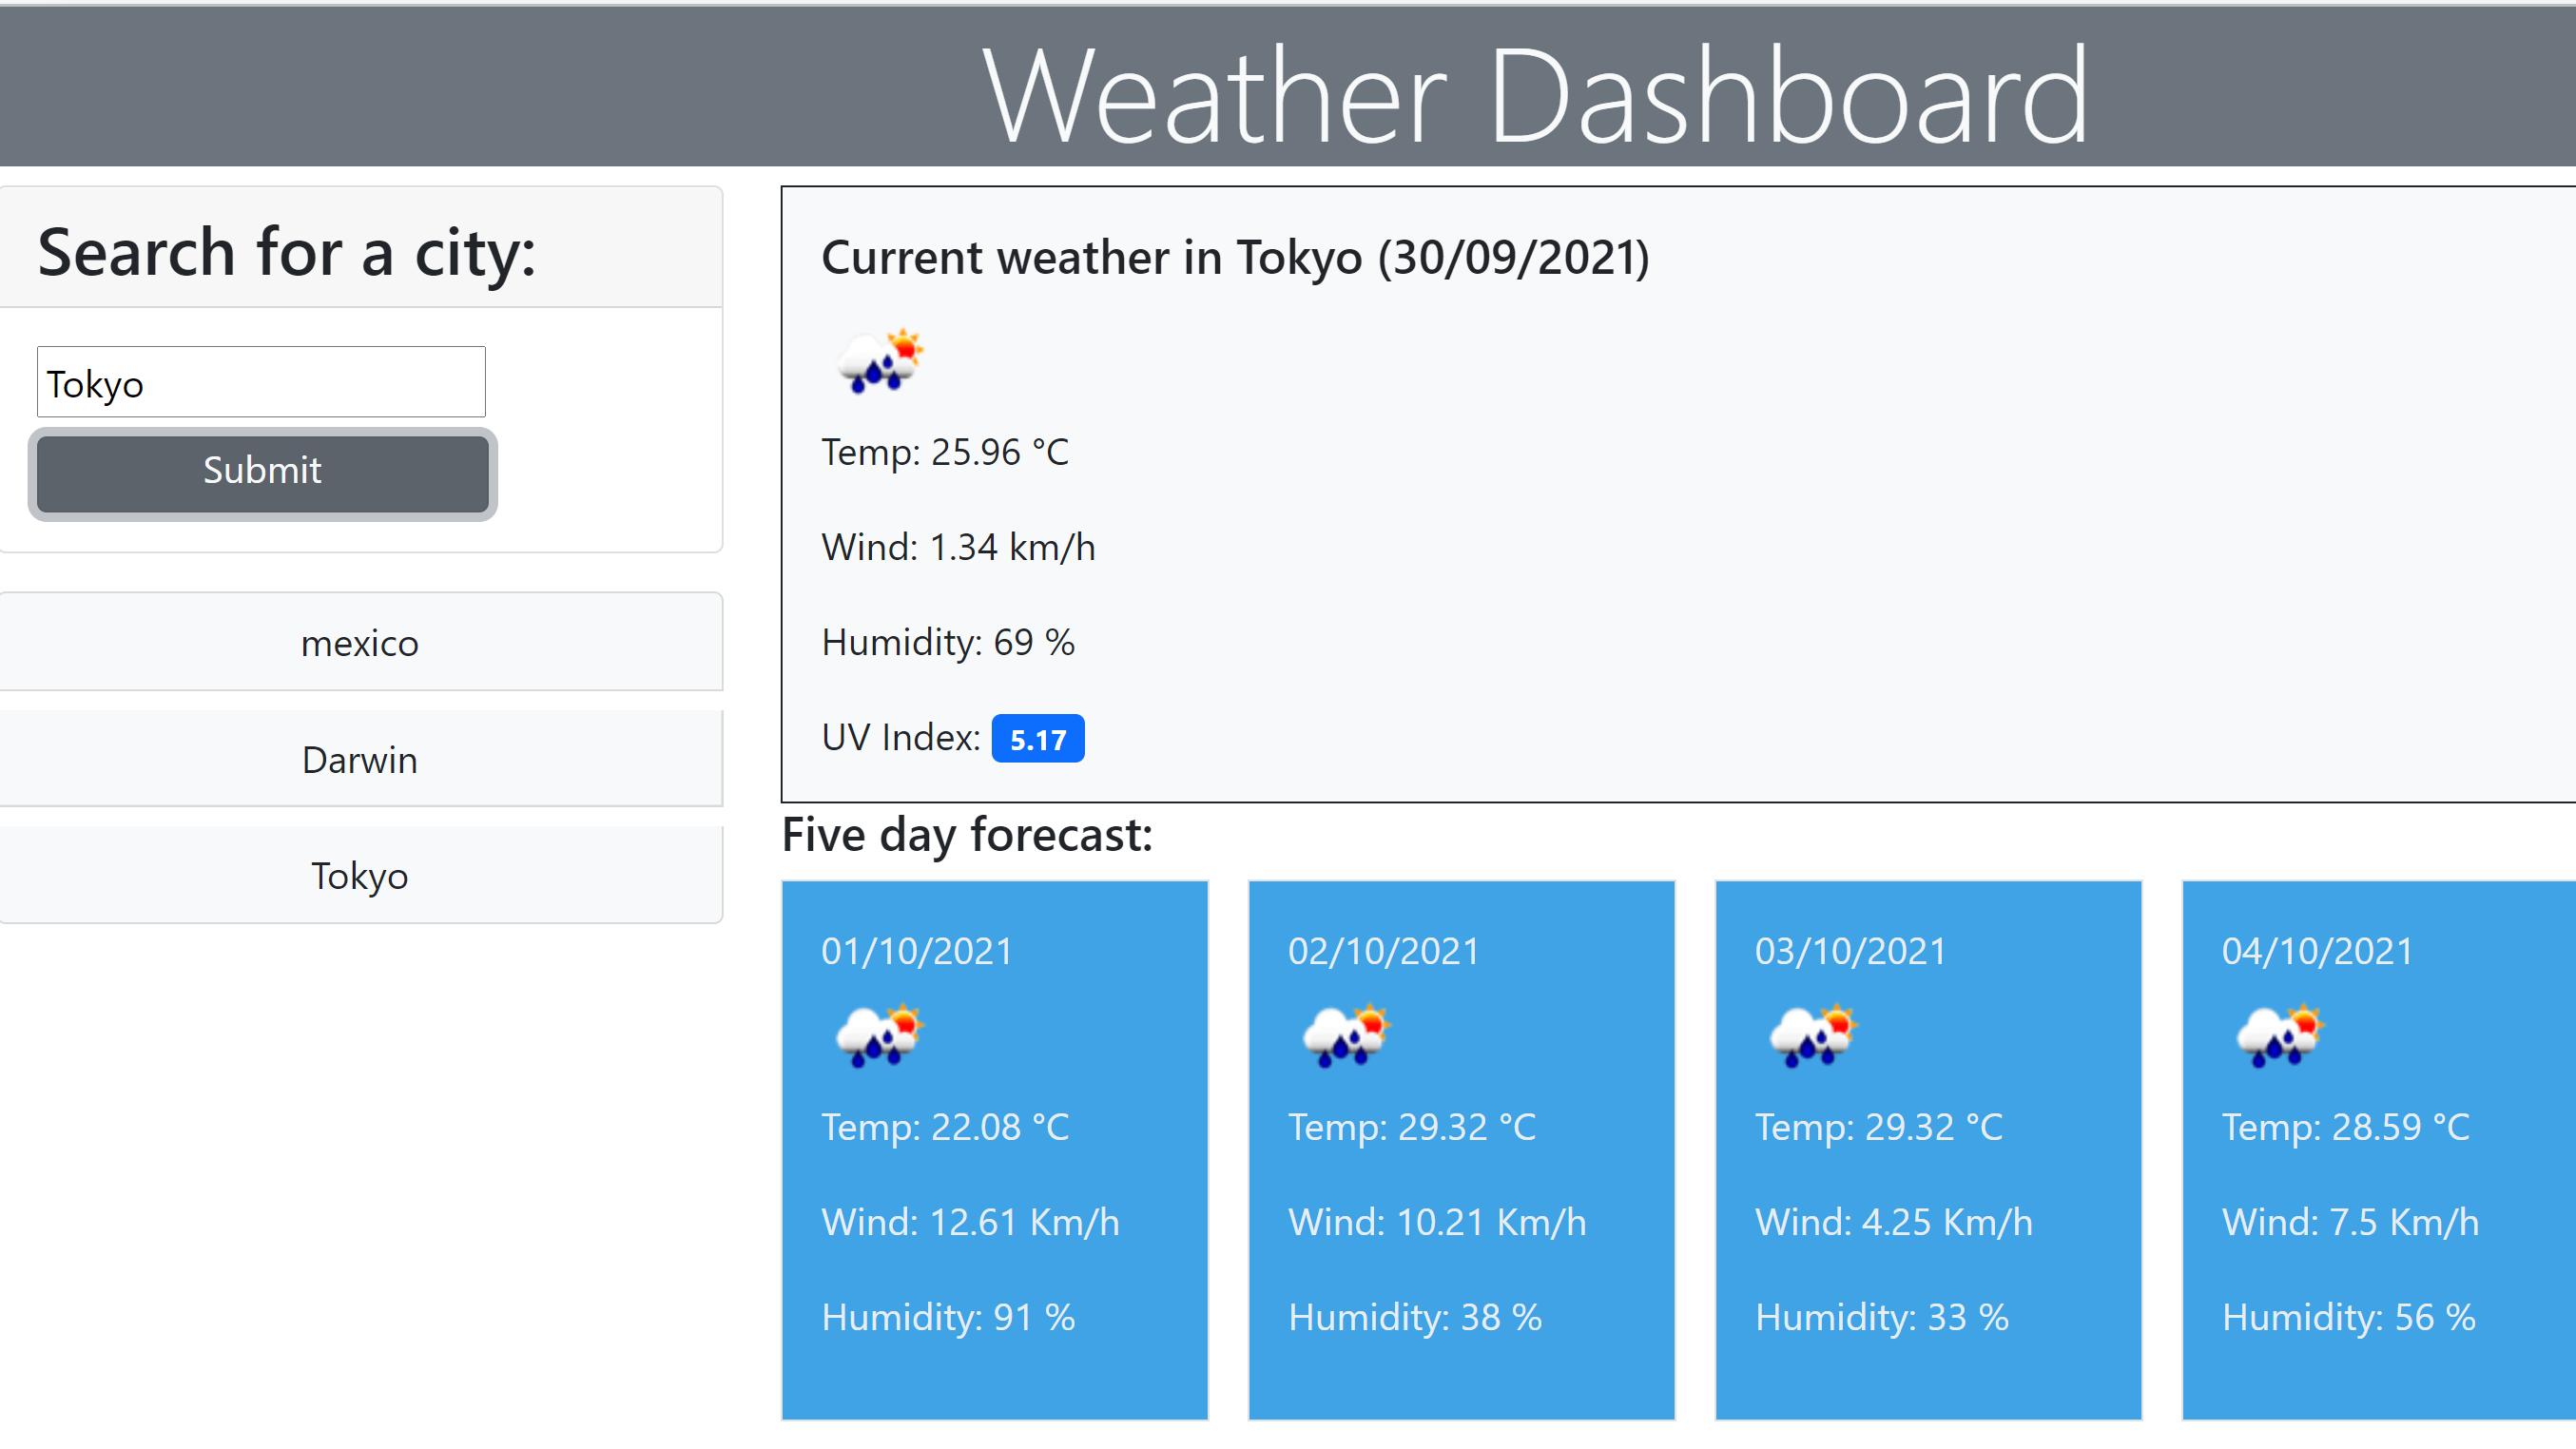 Weather Dashboard
Search for a city:
Tokyo
Submit
mexico
Darwin
Tokyo
Current weather in Tokyo (30/09/2021)
Temp: 25.96 °C
Wind: 1.34 km/h
Humidity: 69 %
UV Index: 5.17
Five day forecast:
01/10/2021
Temp: 22.08 °C
Wind: 12.61 Km/h
Humidity: 91 %
02/10/2021
Temp: 29.32 °C
Wind: 10.21 Km/h
Humidity: 38 %
03/10/2021
Temp: 29.32 °C
Wind: 4.25 Km/h
Humidity: 33 %
04/10/2021
Temp: 28.59 °C
Wind: 7.5 Km/h
Humidity: 56 %